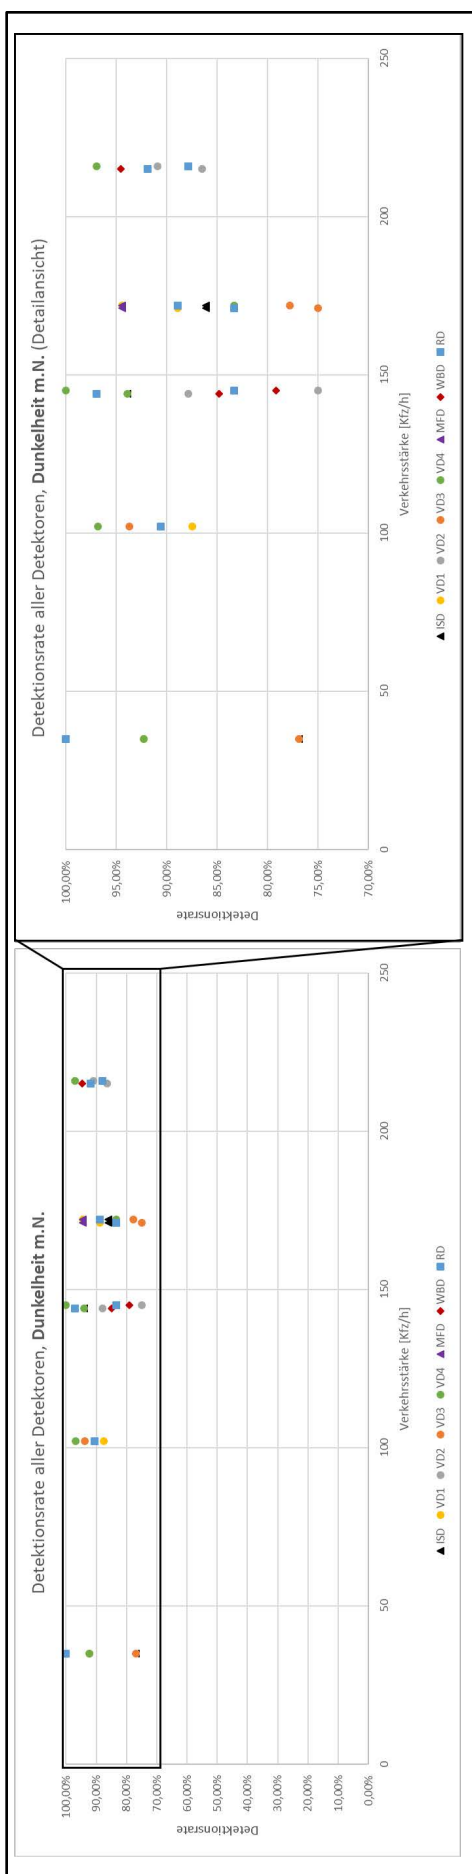 Detektionsrate aller Detektoren, Dunkelheit m.N.
100,00%
90,00%
80,00%
70,00%
60,00%
50,00%
40,00%
30,00%
20,00%
10,00%
0,00%
Detektionsrate
0 50 100 150 200 250
Verkehrsstärke [Kfz/h]
ISD VD1 VD2 VD3 VD4 MFD WBD RD
Detektionsrate aller Detektoren, Dunkelheit m.N. (Detailansicht)
100,00%
95,00%
90,00%
85,00%
80,00%
75,00%
70,00%
Detektionsrate
0 50 100 150 200 250
Verkehrsstärke [Kfz/h]
ISD VD1 VD2 VD3 VD4 MFD WBD RD